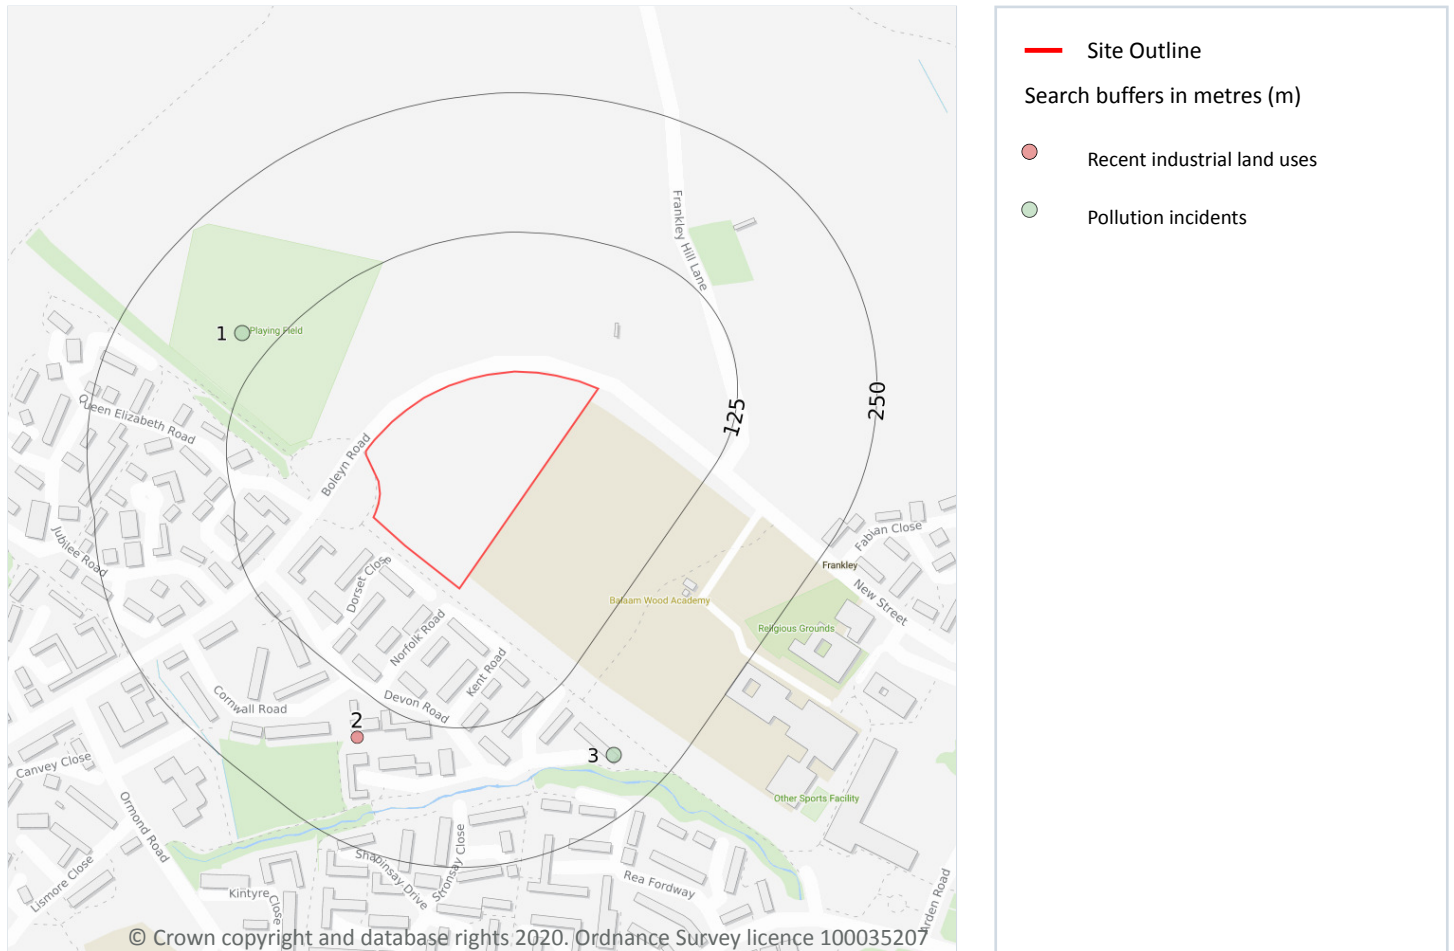 Site Outline
Search buffers in metres (m)
Recent industrial land uses
Pollution incidents
Frankley Hill Lane
1
Playing Field
125
250
Queen Elizabeth Road
Boleyn Road
Jubilee Road
Dorset Close
Fabian Close
Frankley
New Street
Balaam Wood Academy
Religious Grounds
Norfolk Road
Kent Road
Devon Road
Cornwall Road
2
3
Canvey Close
Ormond Road
Other Sports Facility
Shapinsay Drive
Stronsay Close
Rea Fordway
Lismore Close
Kintyre Close
Arden Road
© Crown copyright and database rights 2020. Ordnance Survey licence 100035207